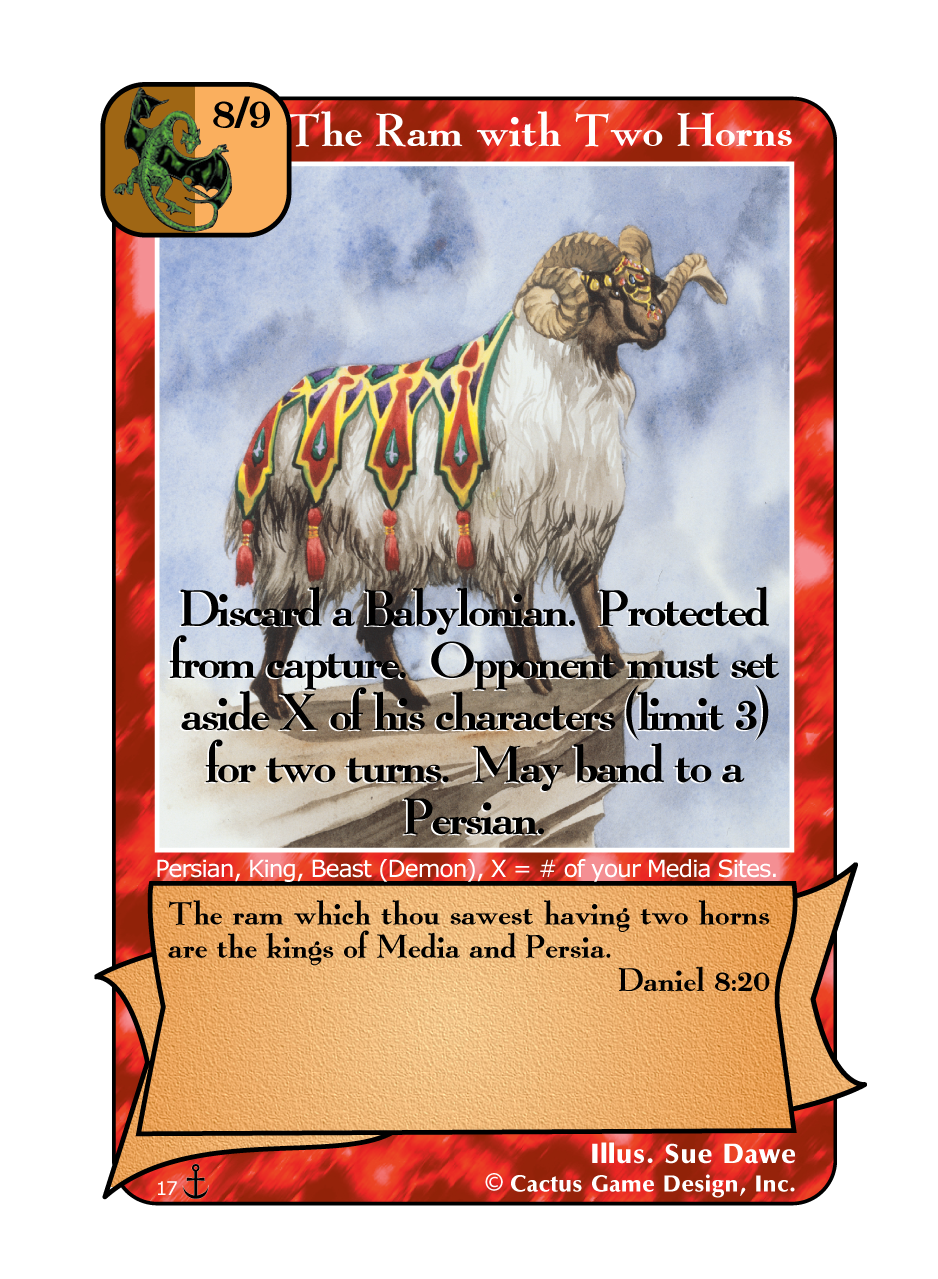 8/9
The Ram with Two Horns
Discard a Babylonian. Protected
from capture. Opponent must set
aside X of his characters (limit 3)
for two turns. May band to a
Persian.
Persian, King, Beast (Demon), X = # of your Media Sites.
The ram which thou sawest having two horns
are the kings of Media and Persia.
Daniel 8:20
Illus. Sue Dawe
17
© Cactus Game Design, Inc.